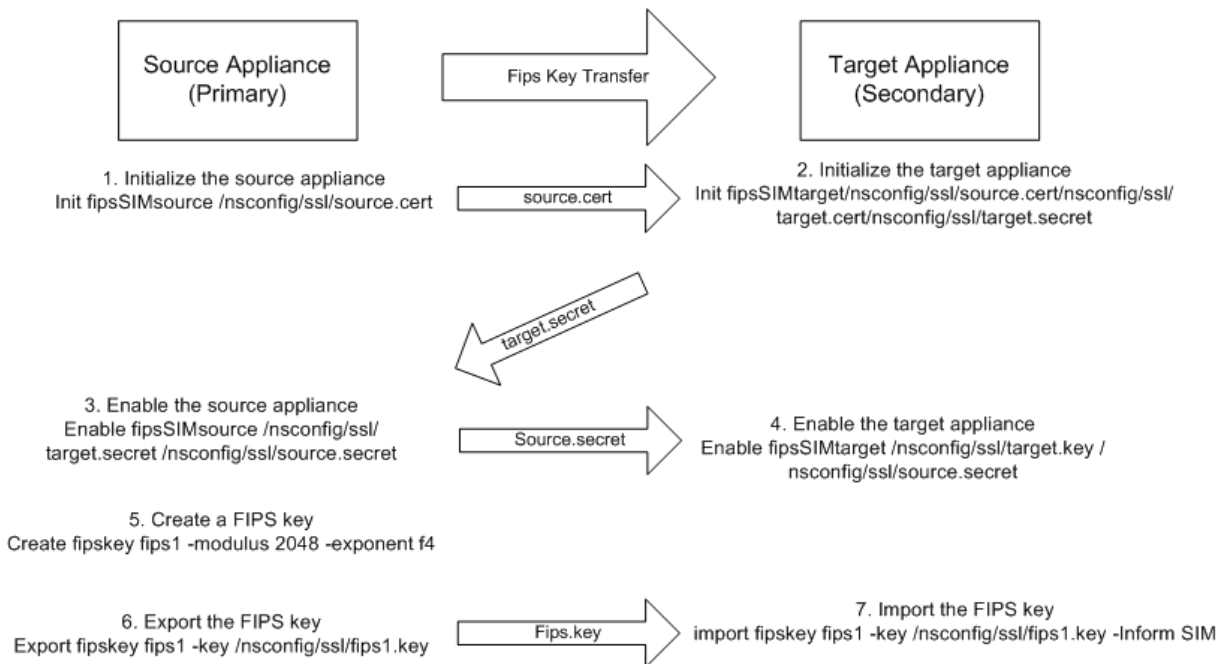 Source Appliance
(Primary)
Fips Key Transfer
Target Appliance
(Secondary)
1. Initialize the source appliance
Init fipsSIMsource /nsconfig/ssl/source.cert
source.cert
2. Initialize the target appliance
Init fipsSIMtarget/nsconfig/ssl/source.cert/nsconfig/ssl/
target.cert/nsconfig/ssl/target.secret
target.secret
3. Enable the source appliance
Enable fipsSIMsource /nsconfig/ssl/
target.secret /nsconfig/ssl/source.secret
Source.secret
4. Enable the target appliance
Enable fipsSIMtarget /nsconfig/ssl/target.key /
nsconfig/ssl/source.secret
5. Create a FIPS key
Create fipskey fips1 -modulus 2048 -exponent f4
6. Export the FIPS key
Export fipskey fips1 -key /nsconfig/ssl/fips1.key
Fips.key
7. Import the FIPS key
import fipskey fips1 -key /nsconfig/ssl/fips1.key -Inform SIM